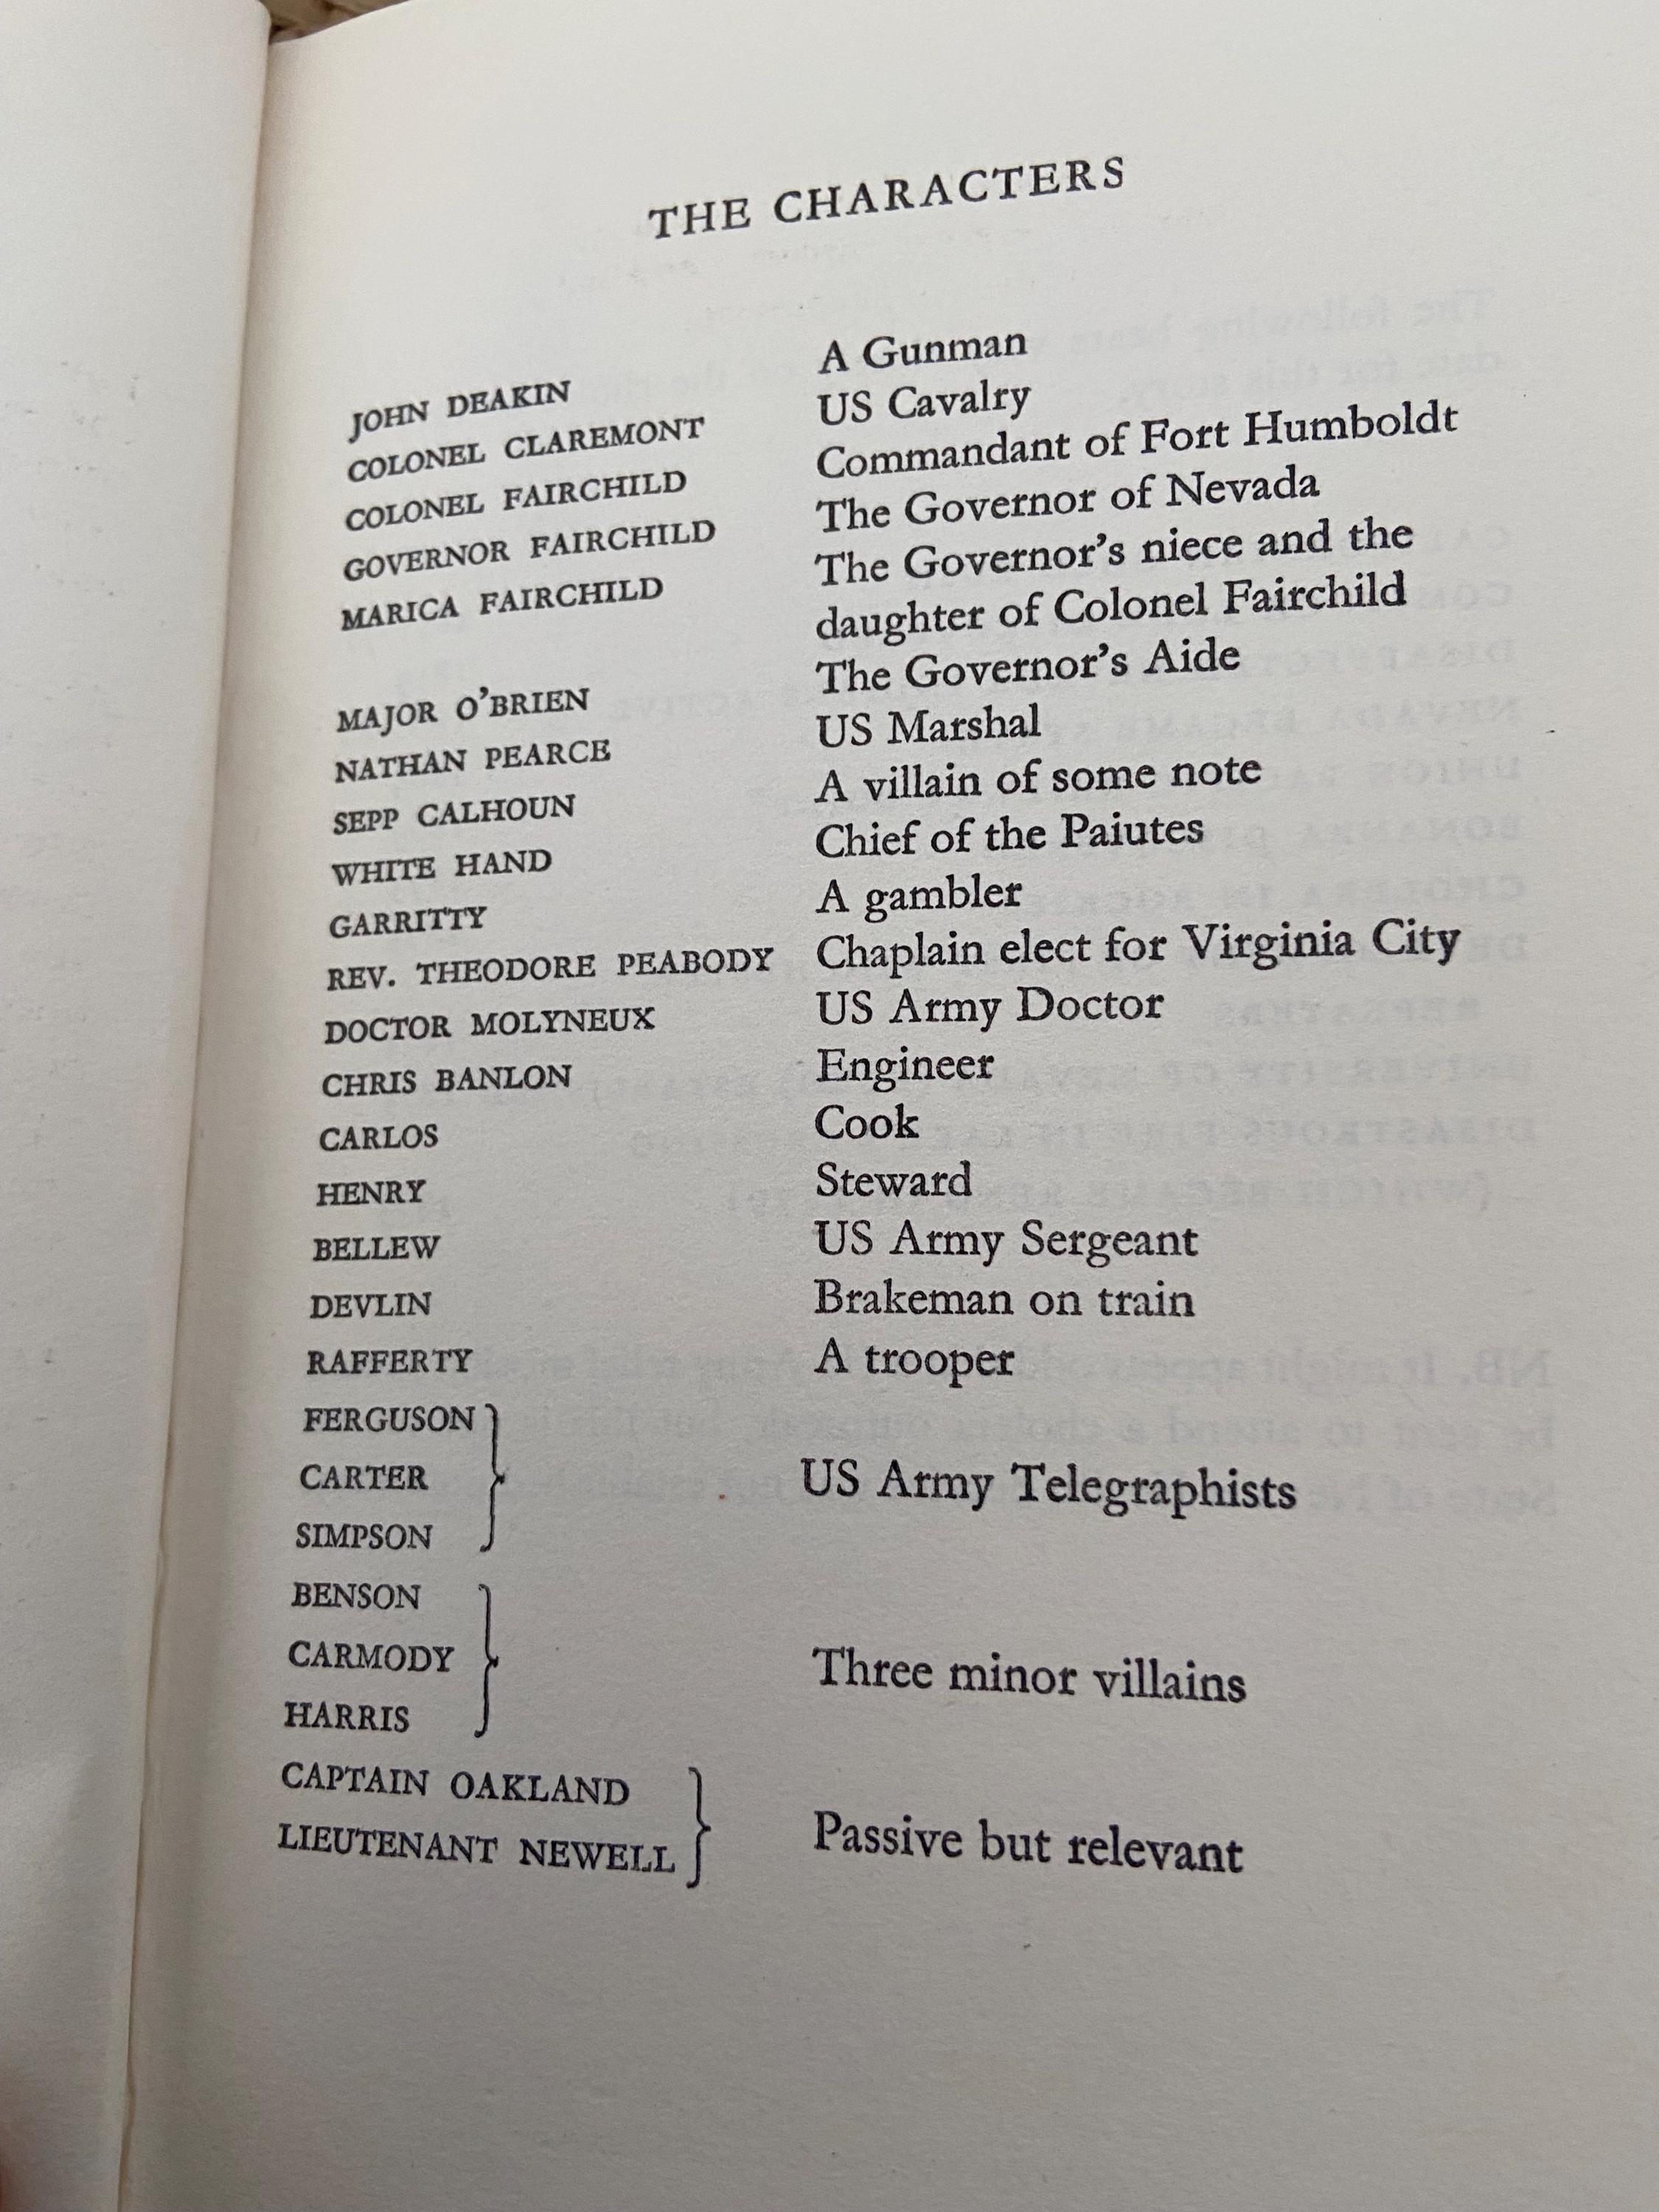 THE CHARACTERS
JOHN DEAKIN A Gunman
COLONEL CLAREMONT US Cavalry
COLONEL FAIRCHILD Commandant of Fort Humboldt
GOVERNOR FAIRCHILD The Governor of Nevada
MARICA FAIRCHILD The Governor's niece and the
daughter of Colonel Fairchild
MAJOR O'BRIEN The Governor's Aide
NATHAN PEARCE US Marshal
SEPP CALHOUN A villain of some note
WHITE HAND Chief of the Paiutes
GARRITTY A gambler
REV. THEODORE PEABODY Chaplain elect for Virginia City
DOCTOR MOLYNEUX US Army Doctor
CHRIS BANLON Engineer
CARLOS Cook
HENRY Steward
BELLEW US Army Sergeant
DEVLIN Brakeman on train
RAFFERTY A trooper
FERGUSON
CARTER US Army Telegraphists
SIMPSON
BENSON
CARMODY Three minor villains
HARRIS
CAPTAIN OAKLAND
LIEUTENANT NEWELL Passive but relevant